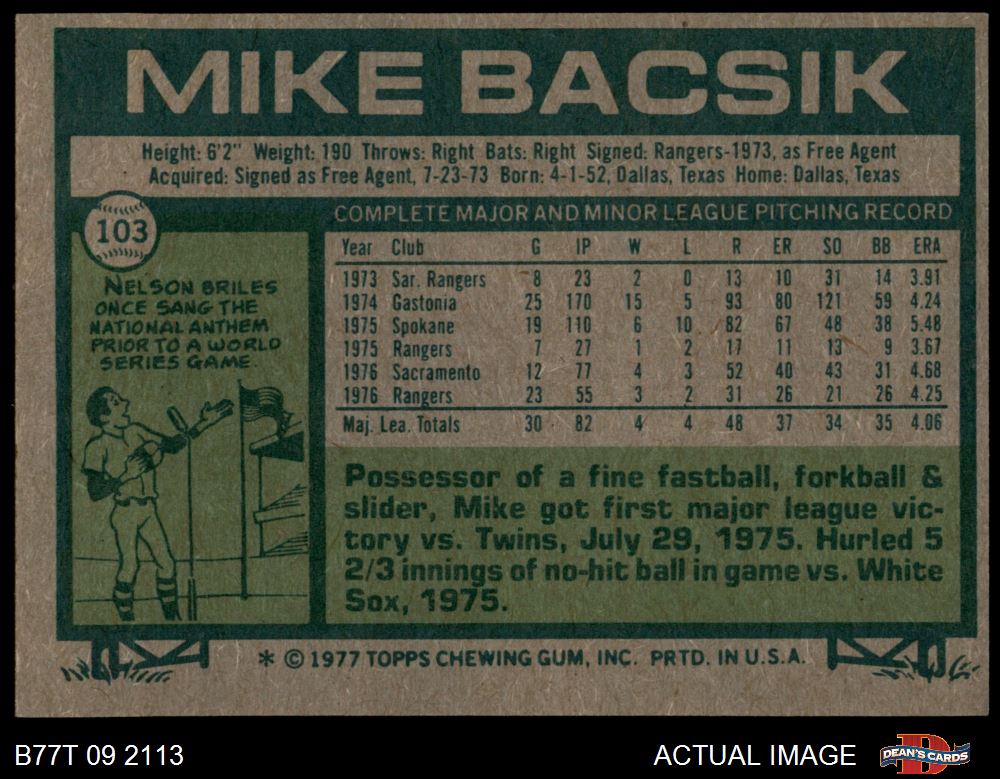 MIKE BACSIK
Height: 6'2" Weight: 190 Throws: Right Bats: Right Signed: Rangers-1973, as Free Agent
Acquired: Signed as Free Agent, 7-23-73 Born: 4-1-52, Dallas, Texas Home: Dallas, Texas
103
NELSON BRILES
ONCE SANG THE
NATIONAL ANTHEM
PRIOR TO A WORLD
SERIES GAME.
COMPLETE MAJOR AND MINOR LEAGUE PITCHING RECORD
Year Club G IP W L R ER SO BB ERA
1973 Sar. Rangers 8 23 2 0 13 10 31 14 3.91
1974 Gastonia 25 170 15 5 93 80 121 59 4.24
1975 Spokane 19 110 6 10 82 67 48 38 5.48
1975 Rangers 7 27 1 2 17 11 13 9 3.67
1976 Sacramento 12 77 4 3 52 40 43 31 4.68
1976 Rangers 23 55 3 2 31 26 21 26 4.25
Maj. Lea. Totals 30 82 4 4 48 37 34 35 4.06
Possessor of a fine fastball, forkball &
slider, Mike got first major league vic-
tory vs. Twins, July 29, 1975. Hurled 5
2/3 innings of no-hit ball in game vs. White
Sox, 1975.
* © 1977 TOPPS CHEWING GUM, INC. PRTD. IN U.S.A.
B77T 09 2113
ACTUAL IMAGE
D
DEAN'S CARDS